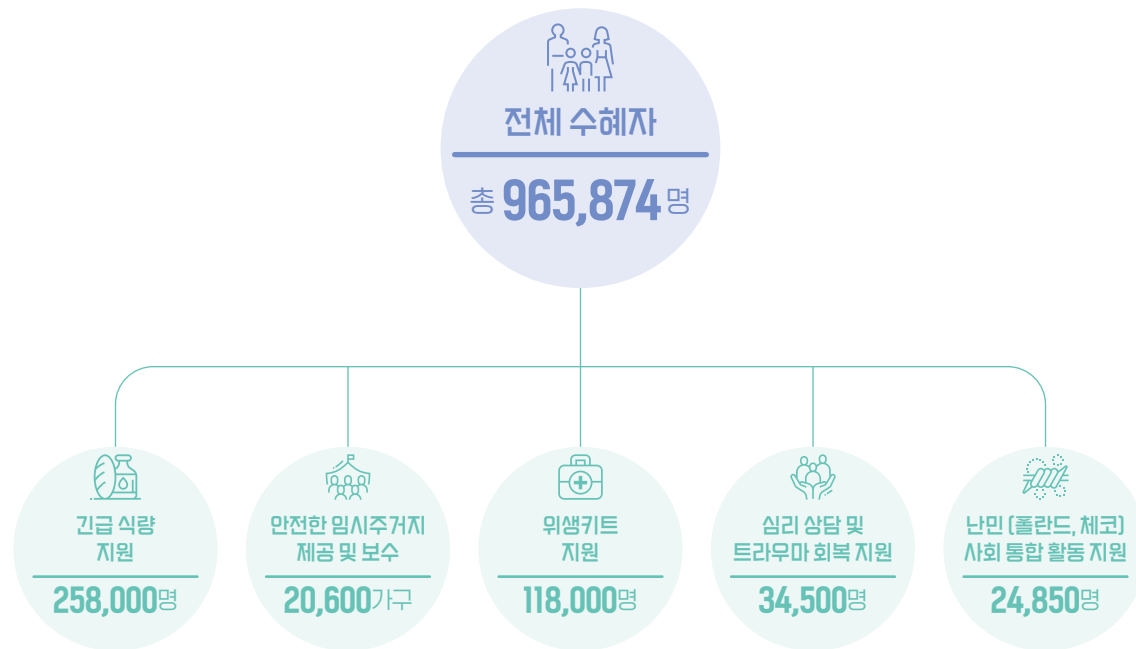 전체 수혜자
총 965,874 명
긴급 식량
지원
258,000명
안전한 임시주거지
제공 및 보수
20,600가구
위생키트
지원
118,000명
심리 상담 및
트라우마 회복 지원
34,500명
난민 (폴란드, 체코)
사회 통합 활동 지원
24,850명